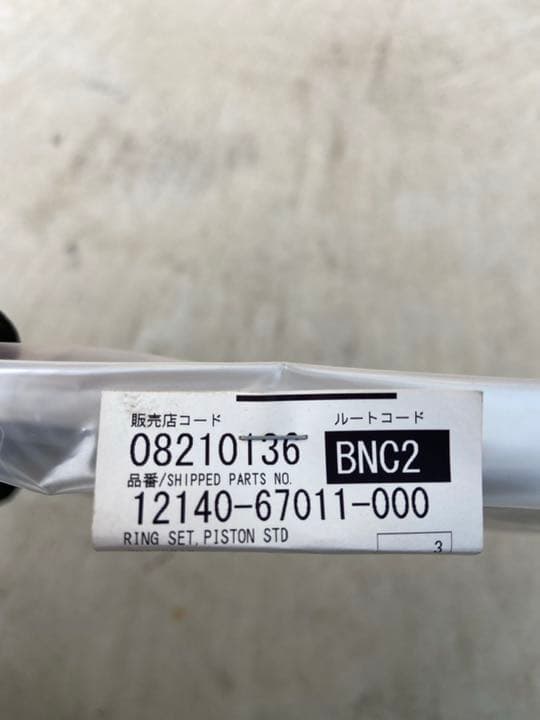 販売店コード ルートコード
08210136 BNC2
品番/SHIPPED PARTS NO.
12140-67011-000
RING SET,PISTON STD
3